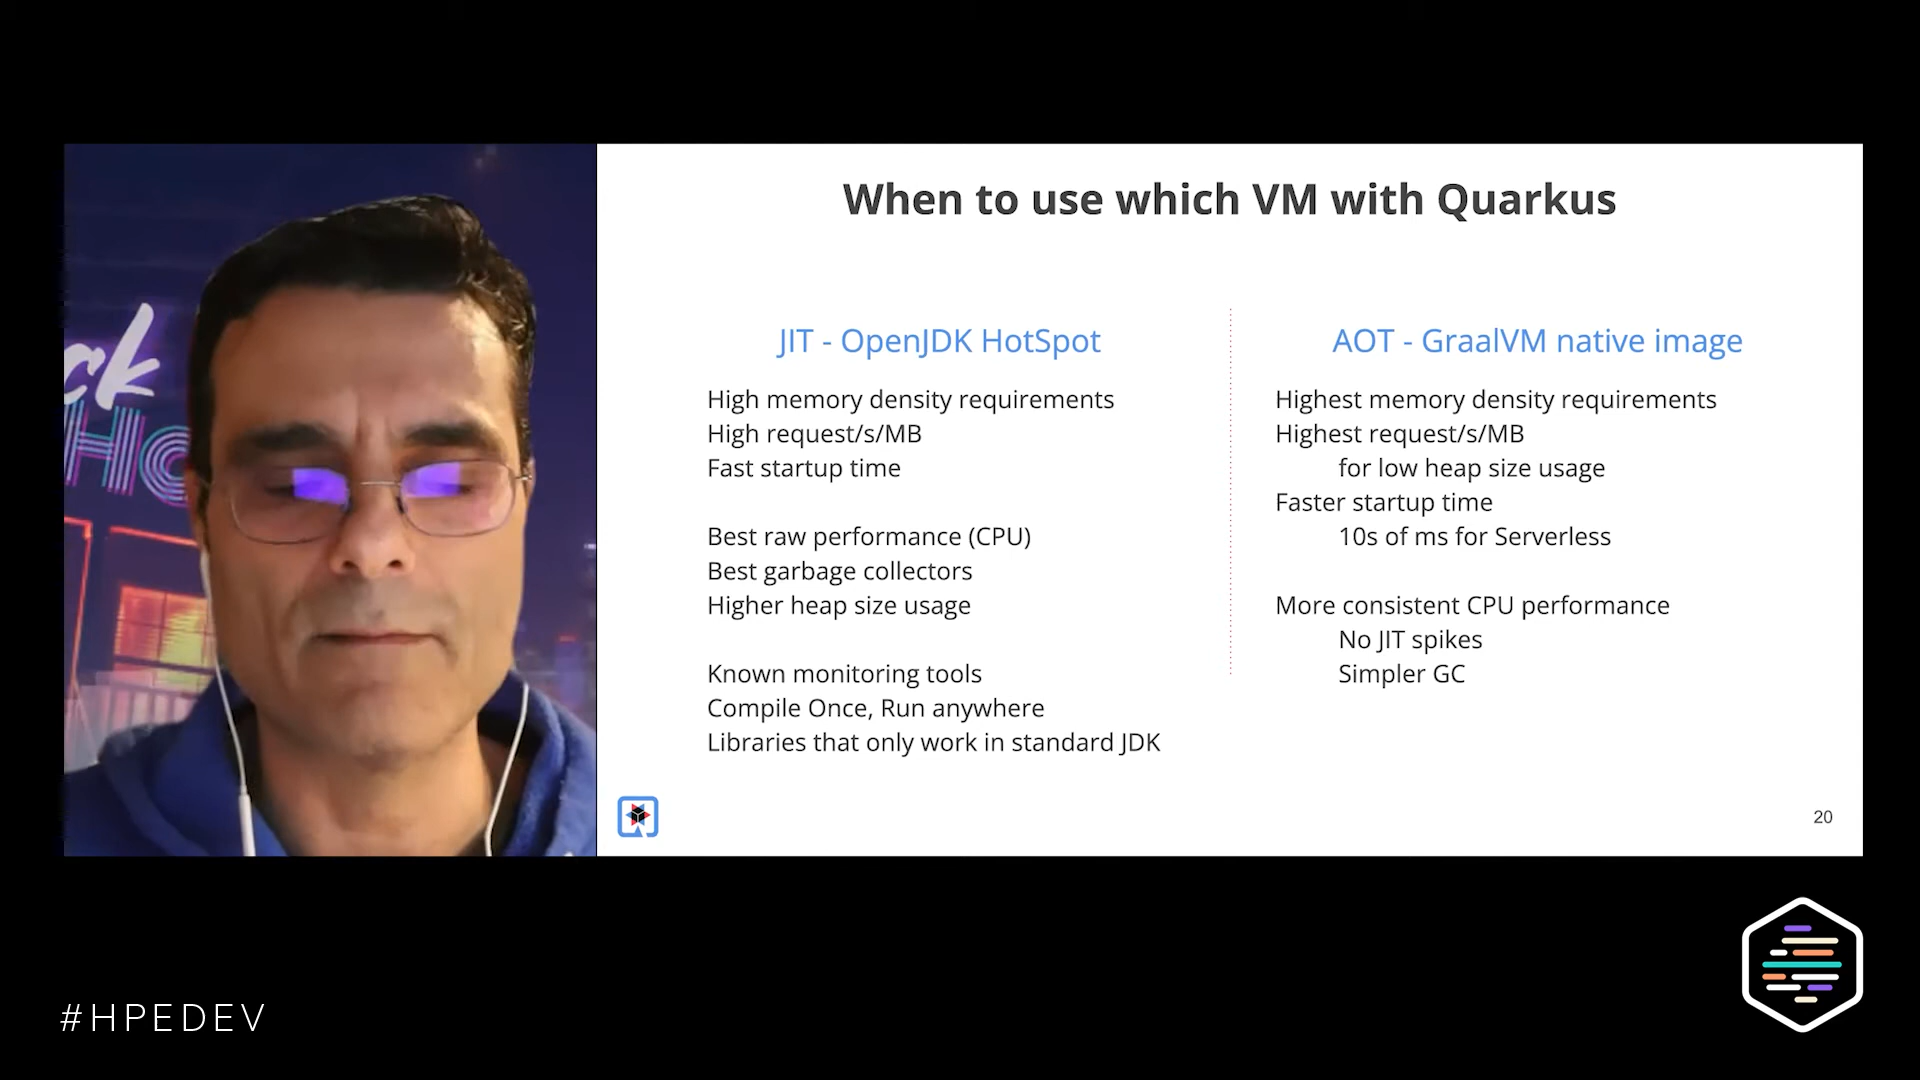 ck
HO
When to use which VM with Quarkus
JIT - OpenJDK HotSpot
High memory density requirements
High request/s/MB
Fast startup time
Best raw performance (CPU)
Best garbage collectors
Higher heap size usage
Known monitoring tools
Compile Once, Run anywhere
Libraries that only work in standard JDK
AOT - GraalVM native image
Highest memory density requirements
Highest request/s/MB
for low heap size usage
Faster startup time
10s of ms for Serverless
More consistent CPU performance
No JIT spikes
Simpler GC
20
#HPEDEV